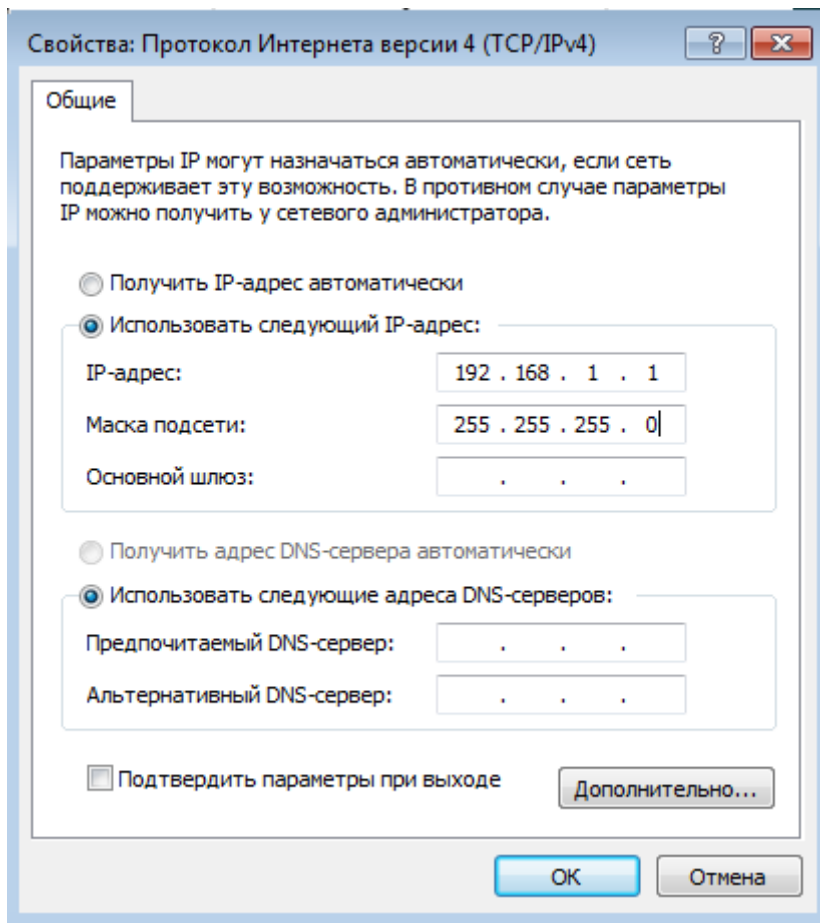 Свойства: Протокол Интернета версии 4 (TCP/IPv4)
Общие
Параметры IP могут назначаться автоматически, если сеть
поддерживает эту возможность. В противном случае параметры
IP можно получить у сетевого администратора.
Получить IP-адрес автоматически
Использовать следующий IP-адрес:
IP-адрес: 192 . 168 . 1 . 1
Маска подсети: 255 . 255 . 255 . 0
Основной шлюз: . . .
Получить адрес DNS-сервера автоматически
Использовать следующие адреса DNS-серверов:
Предпочитаемый DNS-сервер: . . .
Альтернативный DNS-сервер: . . .
Подтвердить параметры при выходе
Дополнительно...
ОК Отмена